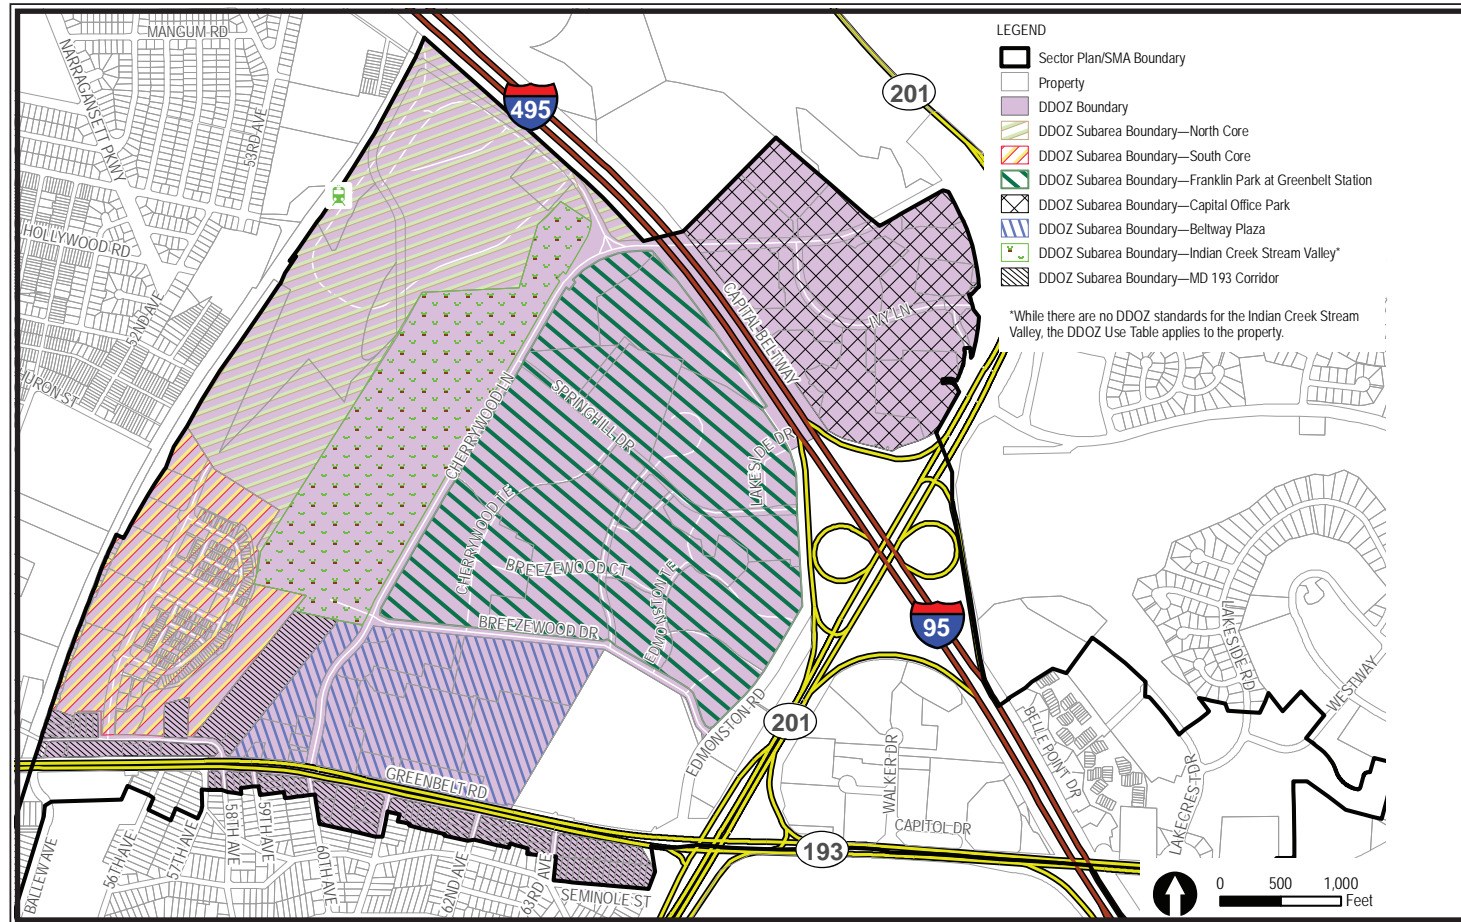 MANGUM RD
NARRAGANSETT PKWY
53RD AVE
HOLLYWOOD RD
52ND AVE
HURON ST
495
201
LEGEND
Sector Plan/SMA Boundary
Property
DDOZ Boundary
DDOZ Subarea Boundary—North Core
DDOZ Subarea Boundary—South Core
DDOZ Subarea Boundary—Franklin Park at Greenbelt Station
DDOZ Subarea Boundary—Capital Office Park
DDOZ Subarea Boundary—Beltway Plaza
DDOZ Subarea Boundary—Indian Creek Stream Valley*
DDOZ Subarea Boundary—MD 193 Corridor
*While there are no DDOZ standards for the Indian Creek Stream
Valley, the DDOZ Use Table applies to the property.
CAPITAL BELTWAY
IVY LN
CHERRYWOOD LN
SPRINGHILL DR
LAKESIDE DR
CHERRYWOOD TE
BREEZEWOOD CT
EDMONSTON TE
BREEZEWOOD DR
95
EDMONSTON RD
201
LAKESIDE RD
WESTWAY
BELLE POINT DR
WALKER DR
LAKECREST DR
CAPITOL DR
GREENBELT RD
193
BALLEW AVE
56TH AVE
57TH AVE
58TH AVE
59TH AVE
60TH AVE
62ND AVE
63RD AVE
SEMINOLE ST
0 500 1,000
Feet